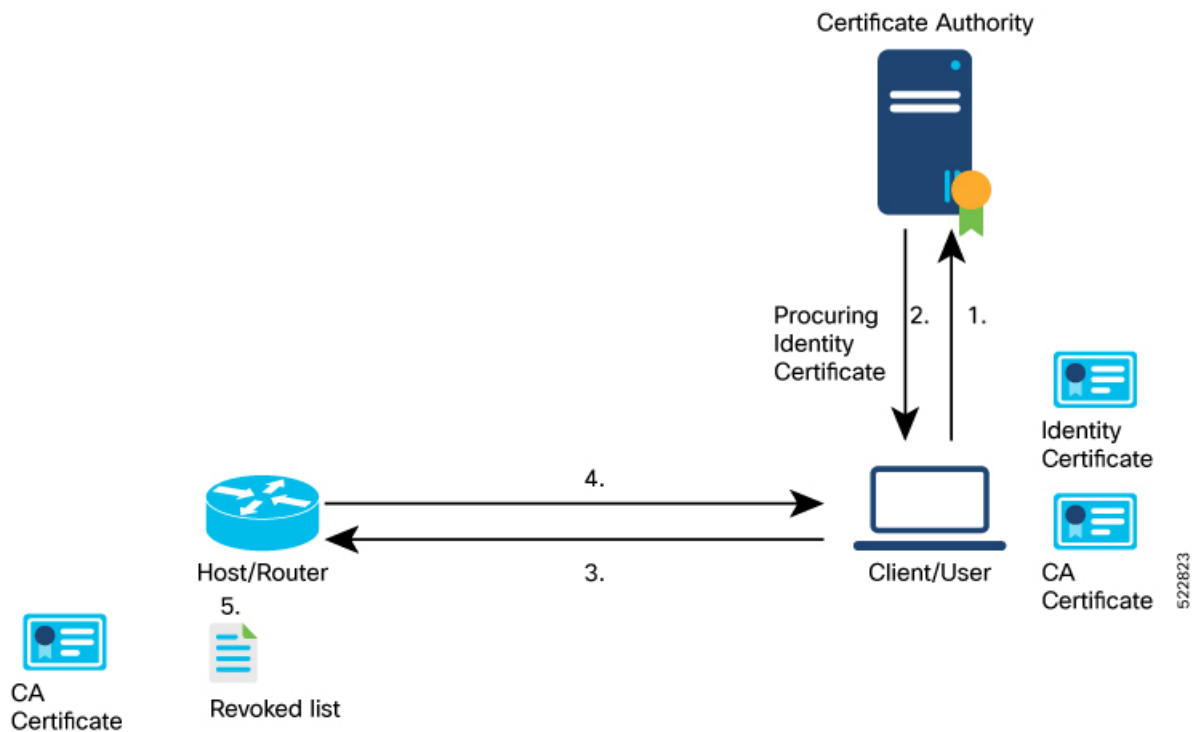 Certificate Authority
Procuring
Identity
Certificate
2.
1.
Identity
Certificate
4.
Host/Router
3.
Client/User
CA
Certificate
522823
5.
CA
Certificate
Revoked list